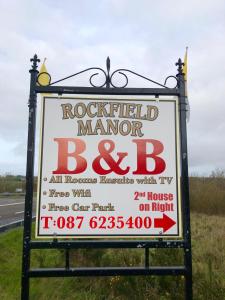 ROCKFIELD
MANOR
B&B
• All Rooms Ensuite with TV
• Free Wifi
• Free Car Park
2nd House
on Right
T:087 6235400